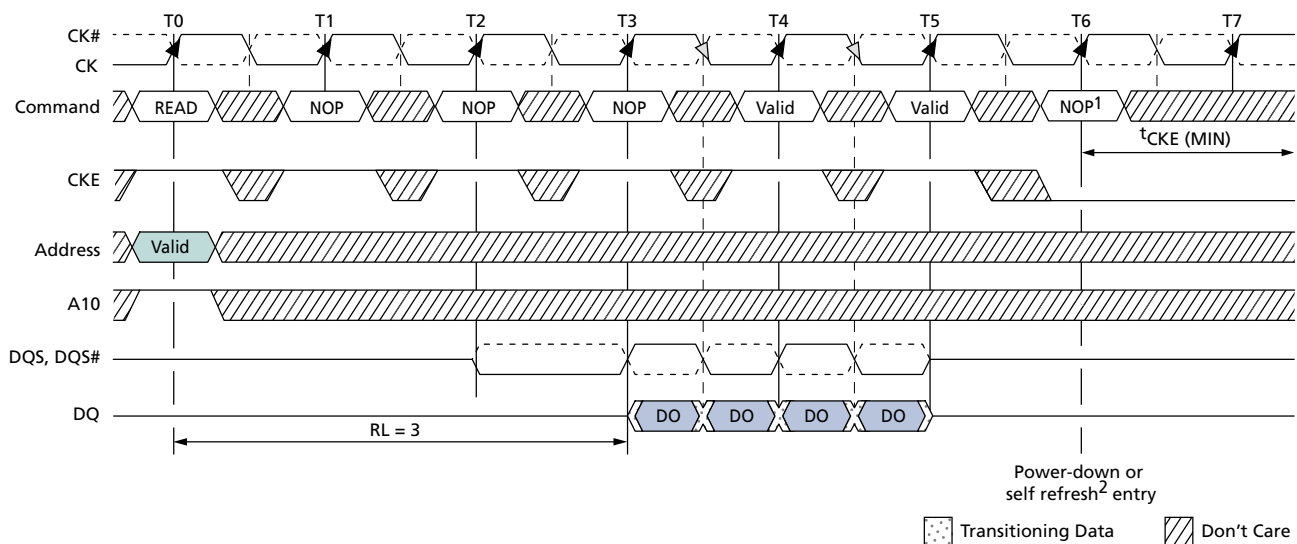 T0 T1 T2 T3 T4 T5 T6 T7
CK#
CK
Command READ NOP NOP NOP Valid Valid NOP1
tCKE (MIN)
CKE
Address Valid
A10
DQS, DQS#
DQ DO DO DO DO
RL = 3
Power-down or
self refresh2 entry
Transitioning Data Don't Care